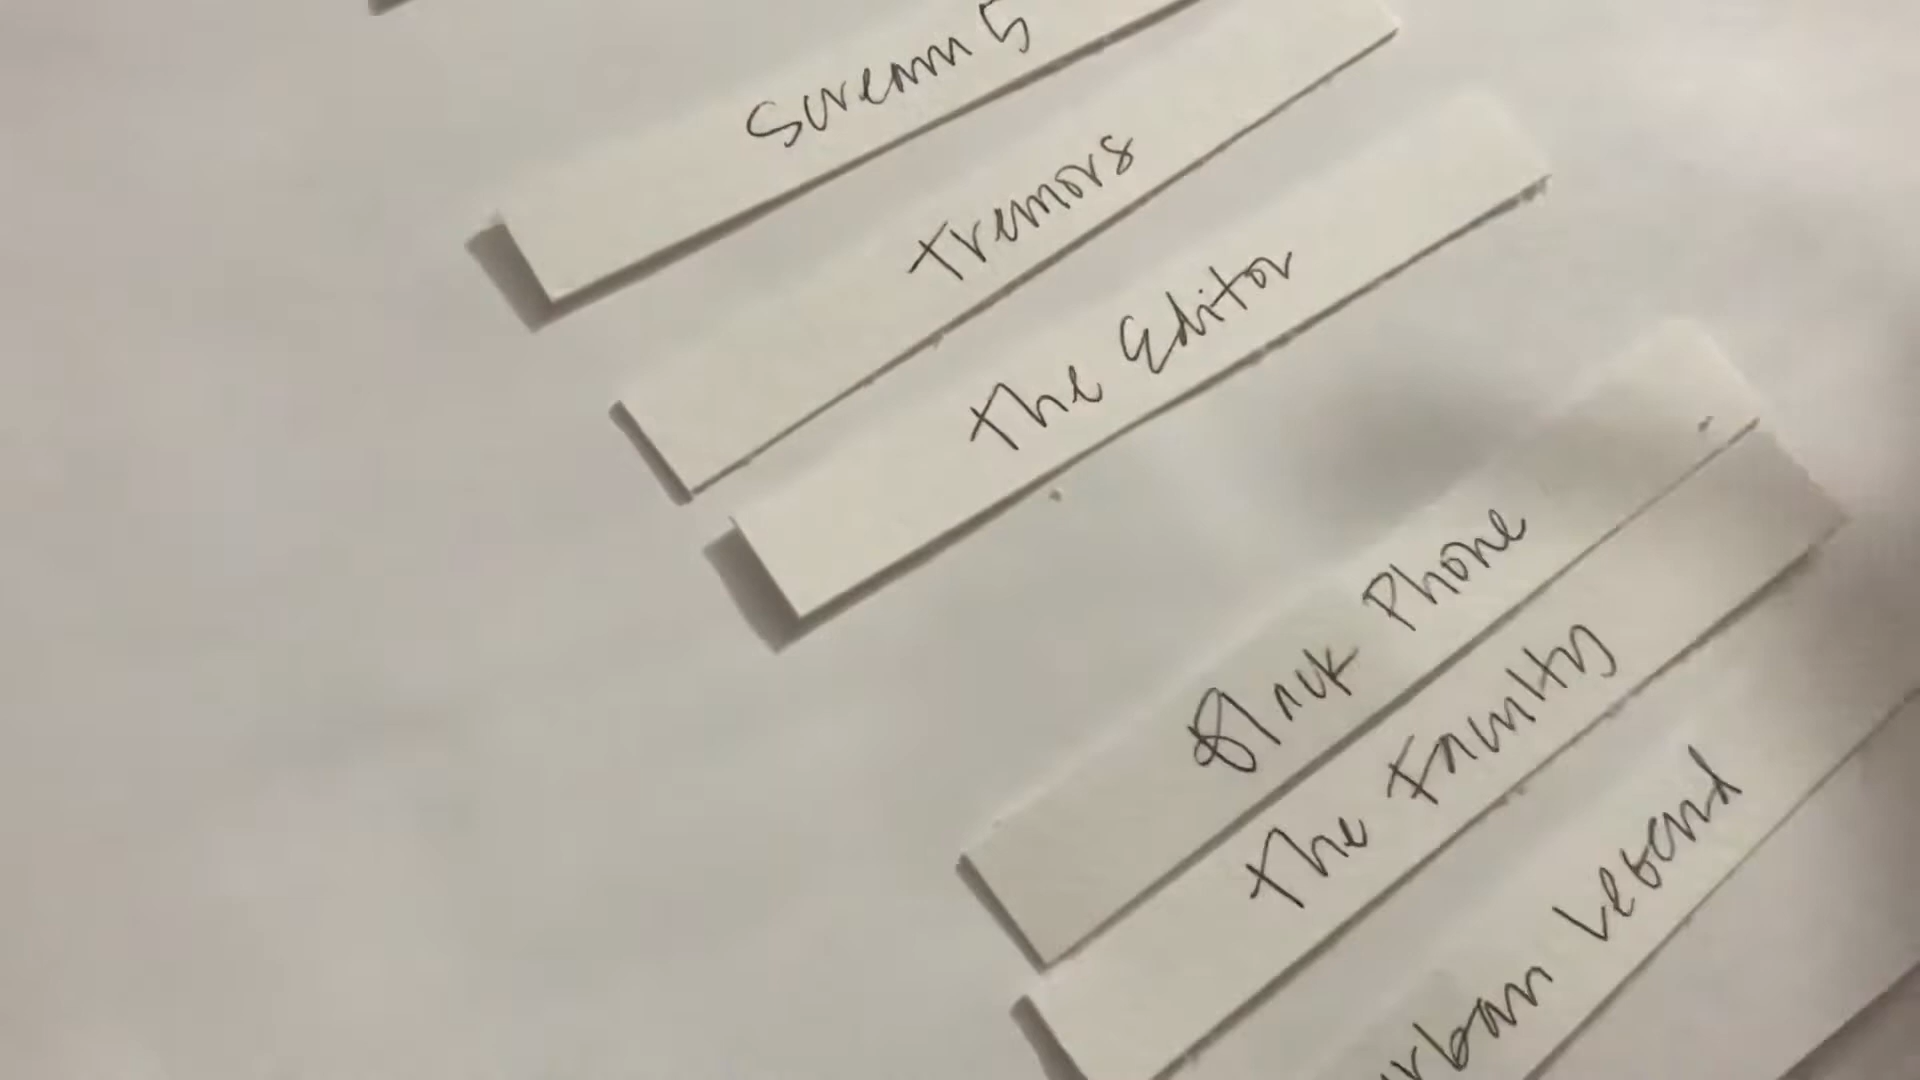 Scream 5
Tremors
The Editor
Black Phone
The Faculty
Urban Legend